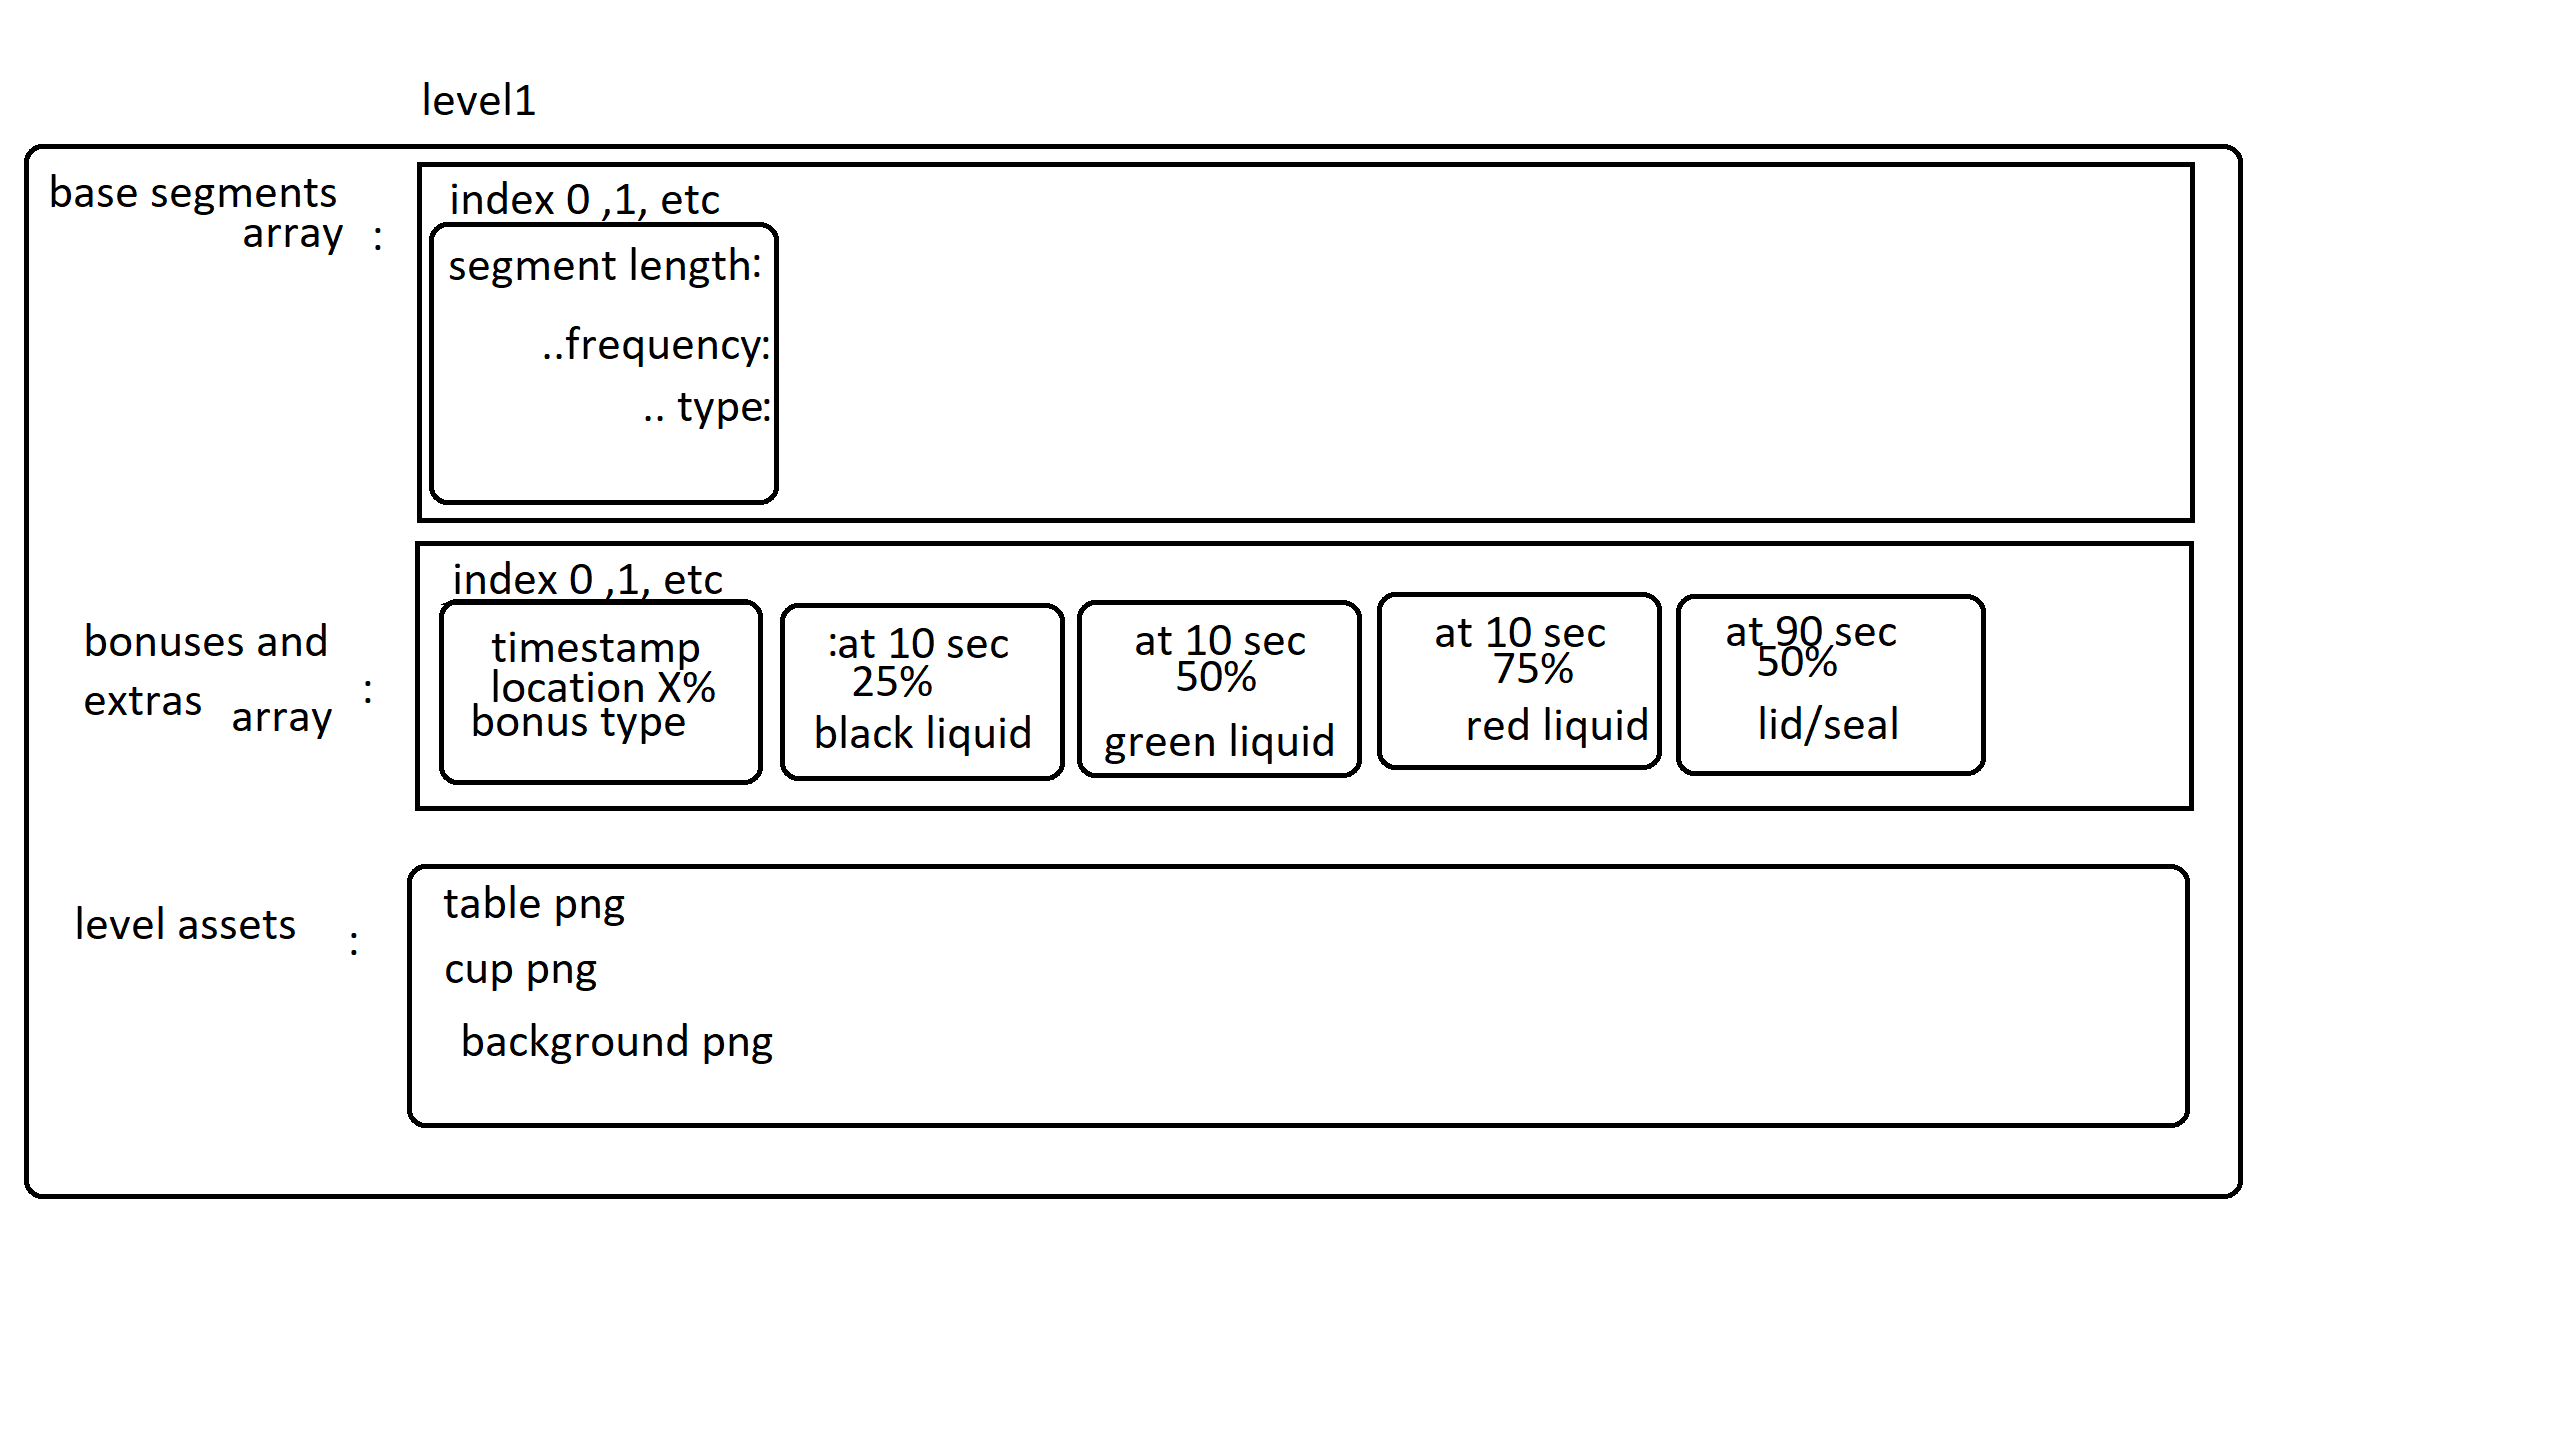 level1
base segments
array :
index 0 ,1, etc
segment length:
..frequency:
.. type:
bonuses and
extras array :
index 0 ,1, etc
timestamp
location X%
bonus type
:at 10 sec
25%
black liquid
at 10 sec
50%
green liquid
at 10 sec
75%
red liquid
at 90 sec
50%
lid/seal
level assets :
table png
cup png
background png